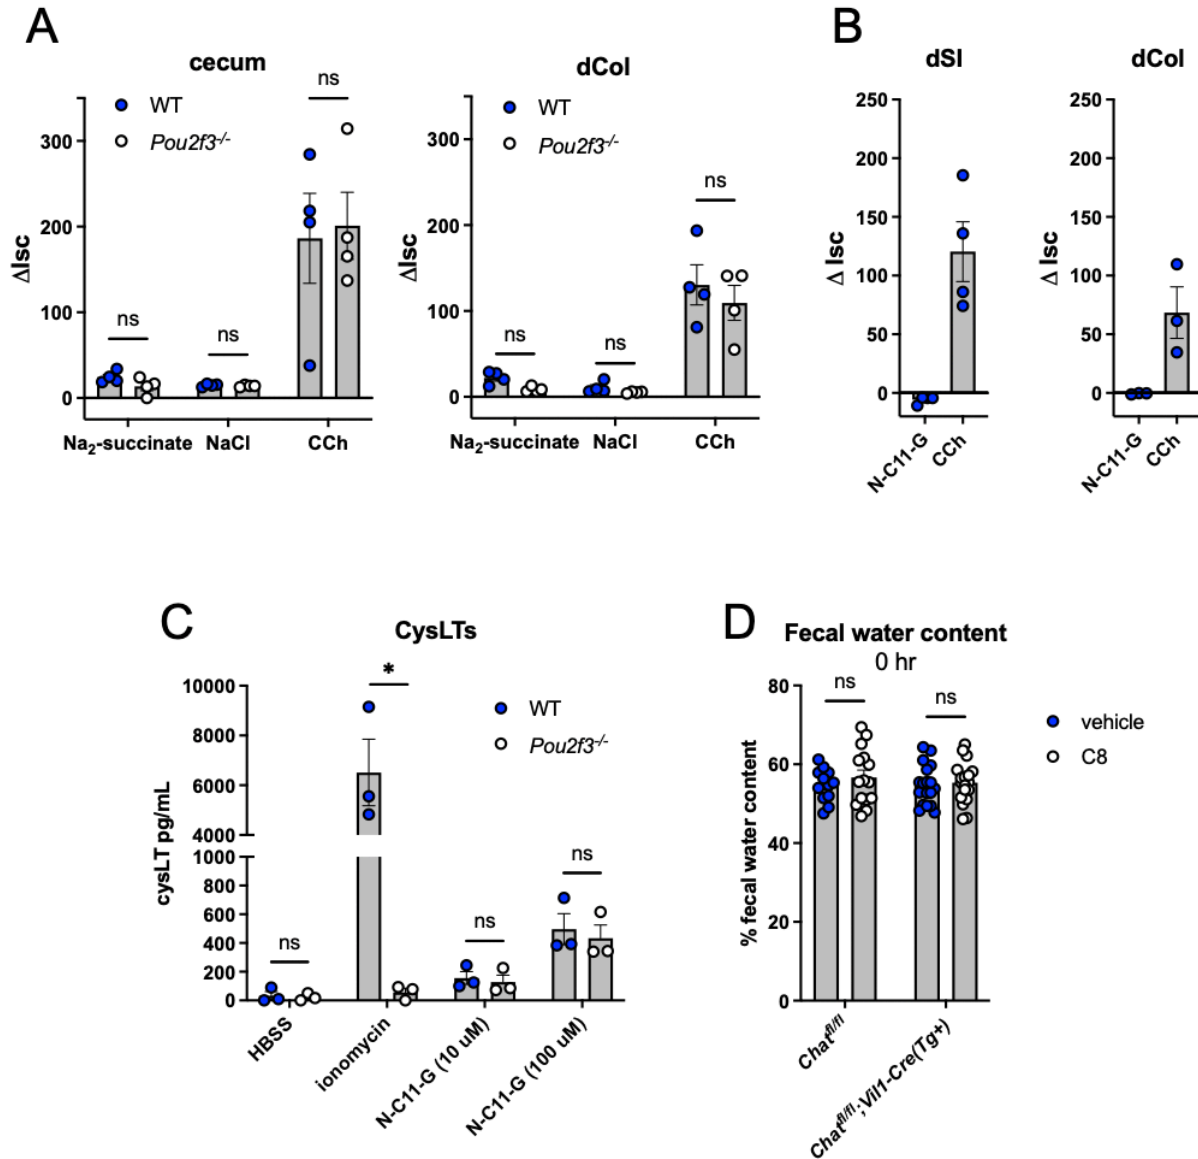 A
cecum
WT
Pou2f3-/-
ns
ns
ns
ΔIsc
300
200
100
0
Na2-succinate
NaCl
CCh
dCol
WT
Pou2f3-/-
ns
ns
ns
ΔIsc
300
200
100
0
Na2-succinate
NaCl
CCh
B
dSI
Δ Isc
250
200
150
100
50
0
N-C11-G
CCh
dCol
Δ Isc
250
200
150
100
50
0
N-C11-G
CCh
C
CysLTs
*
WT
Pou2f3-/-
ns
ns
ns
cysLT pg/mL
10000
8000
6000
4000
1000
800
600
400
200
0
HBSS
ionomycin
N-C11-G (10 uM)
N-C11-G (100 uM)
D
Fecal water content
0 hr
ns
ns
vehicle
C8
% fecal water content
80
60
40
20
0
Chatfl/fl
Chatfl/fl;Vil1-Cre(Tg+)